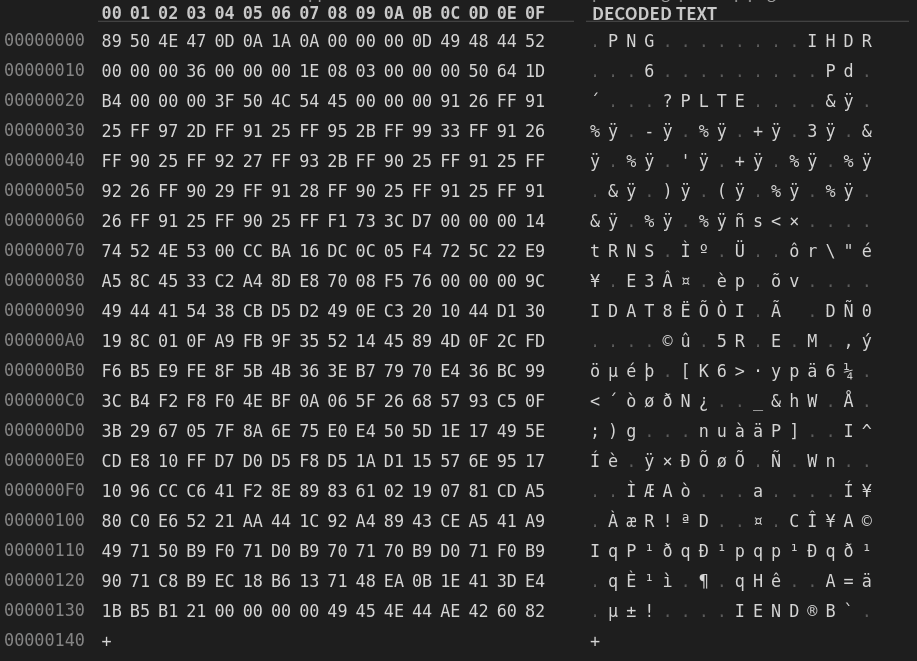 00 01 02 03 04 05 06 07 08 09 0A 0B 0C 0D 0E 0F DECODED TEXT
00000000 89 50 4E 47 0D 0A 1A 0A 00 00 00 0D 49 48 44 52 . P N G . . . . . . . . I H D R
00000010 00 00 00 36 00 00 00 1E 08 03 00 00 00 50 64 1D . . . 6 . . . . . . . . . P d .
00000020 B4 00 00 00 3F 50 4C 54 45 00 00 00 91 26 FF 91 ´ . . . ? P L T E . . . . & ÿ .
00000030 25 FF 97 2D FF 91 25 FF 95 2B FF 99 33 FF 91 26 % ÿ . - ÿ . % ÿ . + ÿ . 3 ÿ . &
00000040 FF 90 25 FF 92 27 FF 93 2B FF 90 25 FF 91 25 FF ÿ . % ÿ . ' ÿ . + ÿ . % ÿ . % ÿ
00000050 92 26 FF 90 29 FF 91 28 FF 90 25 FF 91 25 FF 91 . & ÿ . ) ÿ . ( ÿ . % ÿ . % ÿ .
00000060 26 FF 91 25 FF 90 25 FF F1 73 3C D7 00 00 00 14 & ÿ . % ÿ . % ÿ ñ s < × . . . .
00000070 74 52 4E 53 00 CC BA 16 DC 0C 05 F4 72 5C 22 E9 t R N S . Ì º . Ü . . ô r \ " é
00000080 A5 8C 45 33 C2 A4 8D E8 70 08 F5 76 00 00 00 9C ¥ . E 3 Â ¤ . è p . õ v . . . .
00000090 49 44 41 54 38 CB D5 D2 49 0E C3 20 10 44 D1 30 I D A T 8 Ë Õ Ò I . Ã   . D Ñ 0
000000A0 19 8C 01 0F A9 FB 9F 35 52 14 45 89 4D 0F 2C FD . . . . © û . 5 R . E . M . , ý
000000B0 F6 B5 E9 FE 8F 5B 4B 36 3E B7 79 70 E4 36 BC 99 ö µ é þ . [ K 6 > · y p ä 6 ¼ .
000000C0 3C B4 F2 F8 F0 4E BF 0A 06 5F 26 68 57 93 C5 0F < ´ ò ø ð N ¿ . . _ & h W . Å .
000000D0 3B 29 67 05 7F 8A 6E 75 E0 E4 50 5D 1E 17 49 5E ; ) g . . . n u à ä P ] . . I ^
000000E0 CD E8 10 FF D7 D0 D5 F8 D5 1A D1 15 57 6E 95 17 Í è . ÿ × Ð Õ ø Õ . Ñ . W n . .
000000F0 10 96 CC C6 41 F2 8E 89 83 61 02 19 07 81 CD A5 . . Ì Æ A ò . . . a . . . . Í ¥
00000100 80 C0 E6 52 21 AA 44 1C 92 A4 89 43 CE A5 41 A9 . À æ R ! ª D . . ¤ . C Î ¥ A ©
00000110 49 71 50 B9 F0 71 D0 B9 70 71 70 B9 D0 71 F0 B9 I q P ¹ ð q Ð ¹ p q p ¹ Ð q ð ¹
00000120 90 71 C8 B9 EC 18 B6 13 71 48 EA 0B 1E 41 3D E4 . q È ¹ ì . ¶ . q H ê . . A = ä
00000130 1B B5 B1 21 00 00 00 00 49 45 4E 44 AE 42 60 82 . µ ± ! . . . . I E N D ® B ` .
00000140 + +